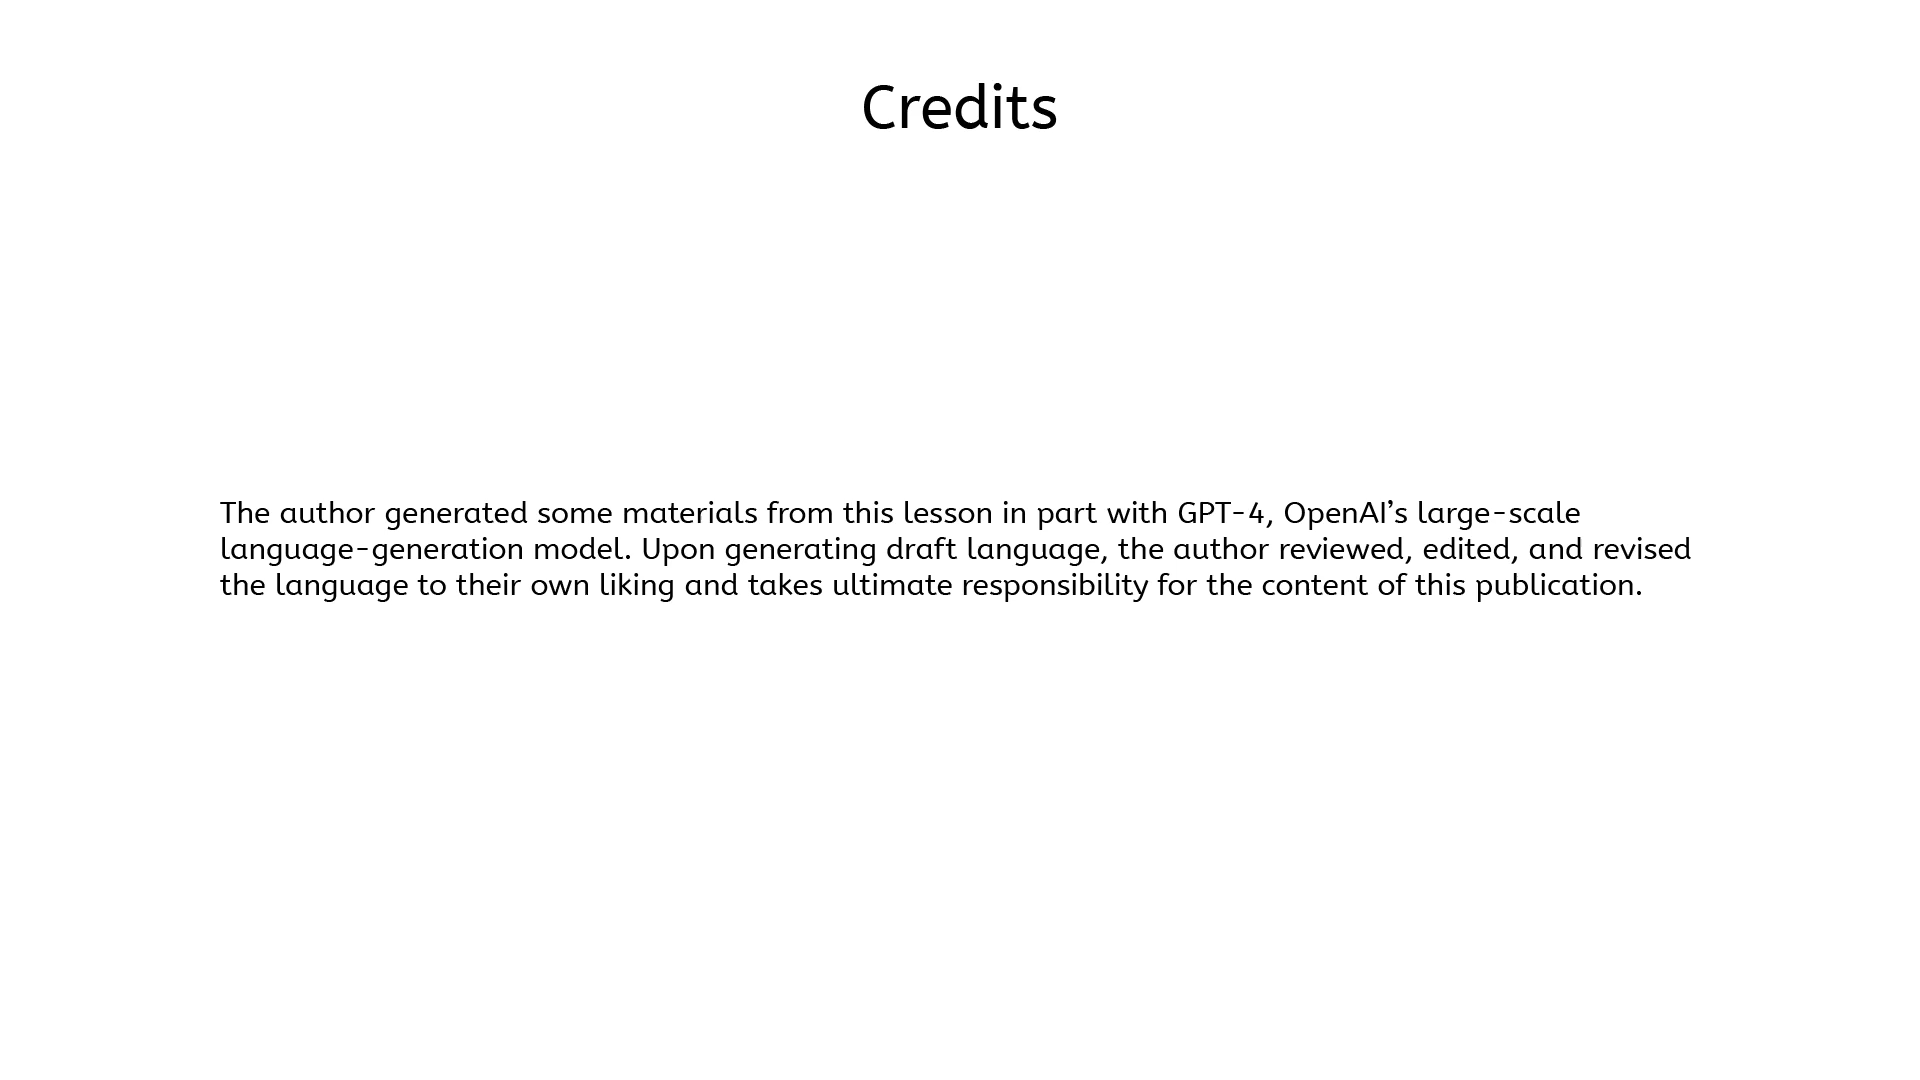 Credits
The author generated some materials from this lesson in part with GPT-4, OpenAI’s large-scale
language-generation model. Upon generating draft language, the author reviewed, edited, and revised
the language to their own liking and takes ultimate responsibility for the content of this publication.